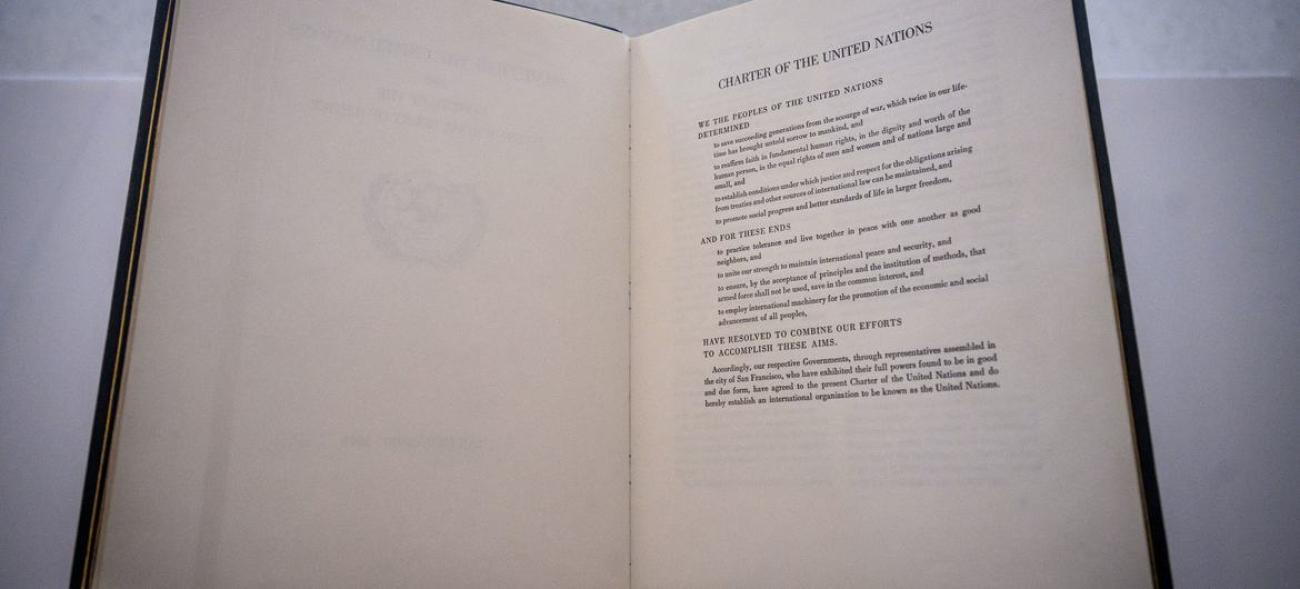 CHARTER OF THE UNITED NATIONS
WE THE PEOPLES OF THE UNITED NATIONS
DETERMINED
to save succeeding generations from the scourge of war, which twice in our life-
time has brought untold sorrow to mankind, and
to reaffirm faith in fundamental human rights, in the dignity and worth of the
human person, in the equal rights of men and women and of nations large and
small, and
to establish conditions under which justice and respect for the obligations arising
from treaties and other sources of international law can be maintained, and
to promote social progress and better standards of life in larger freedom,
AND FOR THESE ENDS
to practice tolerance and live together in peace with one another as good
neighbors, and
to unite our strength to maintain international peace and security, and
to ensure, by the acceptance of principles and the institution of methods, that
armed force shall not be used, save in the common interest, and
to employ international machinery for the promotion of the economic and social
advancement of all peoples,
HAVE RESOLVED TO COMBINE OUR EFFORTS
TO ACCOMPLISH THESE AIMS.
Accordingly, our respective Governments, through representatives assembled in
the city of San Francisco, who have exhibited their full powers found to be in good
and due form, have agreed to the present Charter of the United Nations and do
hereby establish an international organization to be known as the United Nations.